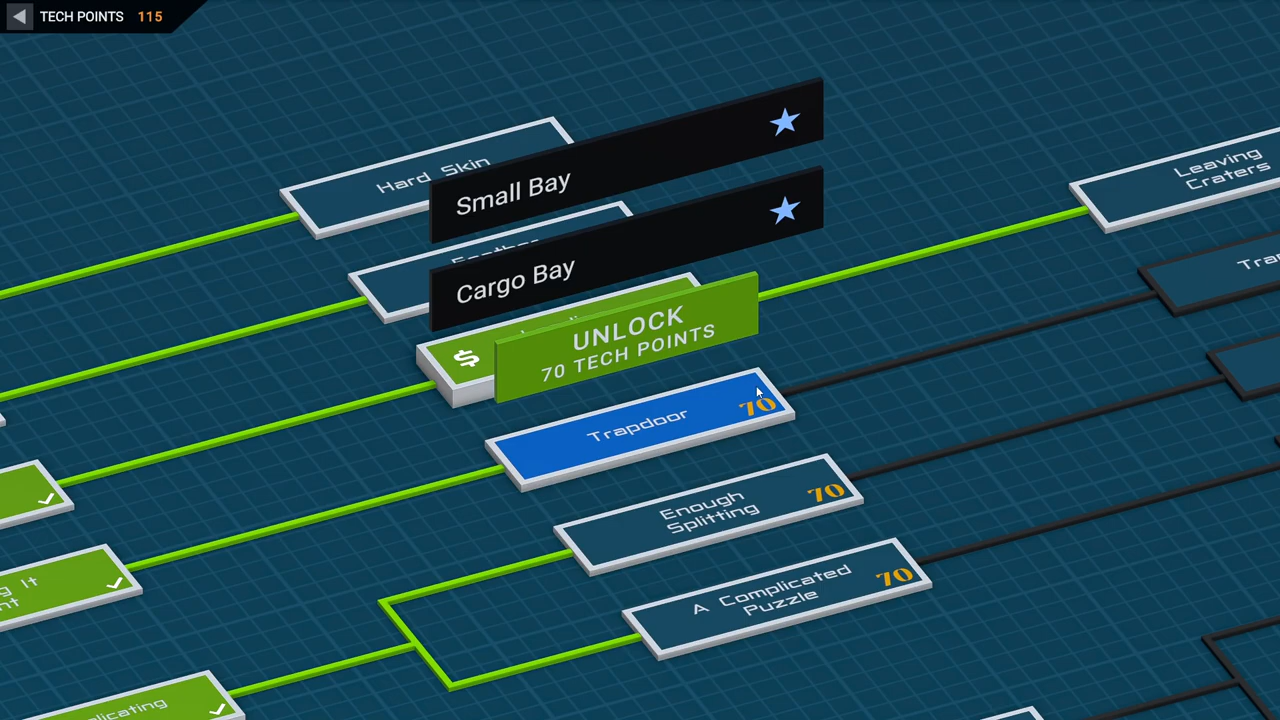 TECH POINTS 115
Hard Skin
Small Bay
Leaving
Craters
Cargo Bay
$
UNLOCK
70 TECH POINTS
Trapdoor
70
Enough
Splitting
70
A Complicated
Puzzle
70